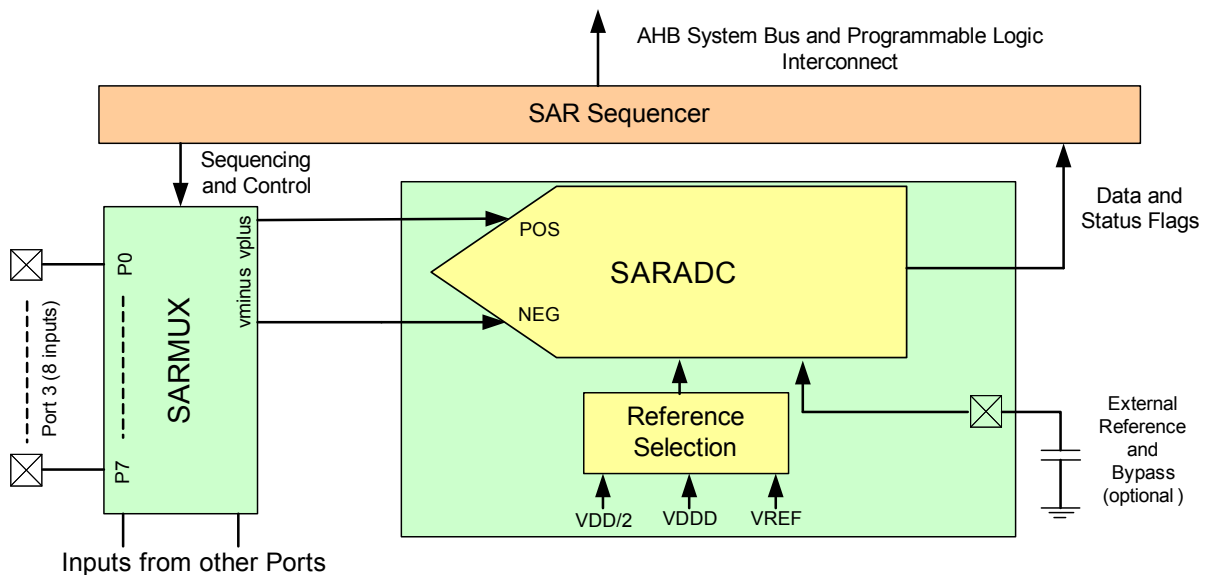 AHB System Bus and Programmable Logic
Interconnect
SAR Sequencer
Sequencing
and Control
Data and
Status Flags
vminus vplus
POS
NEG
SARADC
P0
P7
SARMUX
Port 3 (8 inputs)
Reference
Selection
VDD/2
VDDD
VREF
External
Reference
and
Bypass
(optional)
Inputs from other Ports